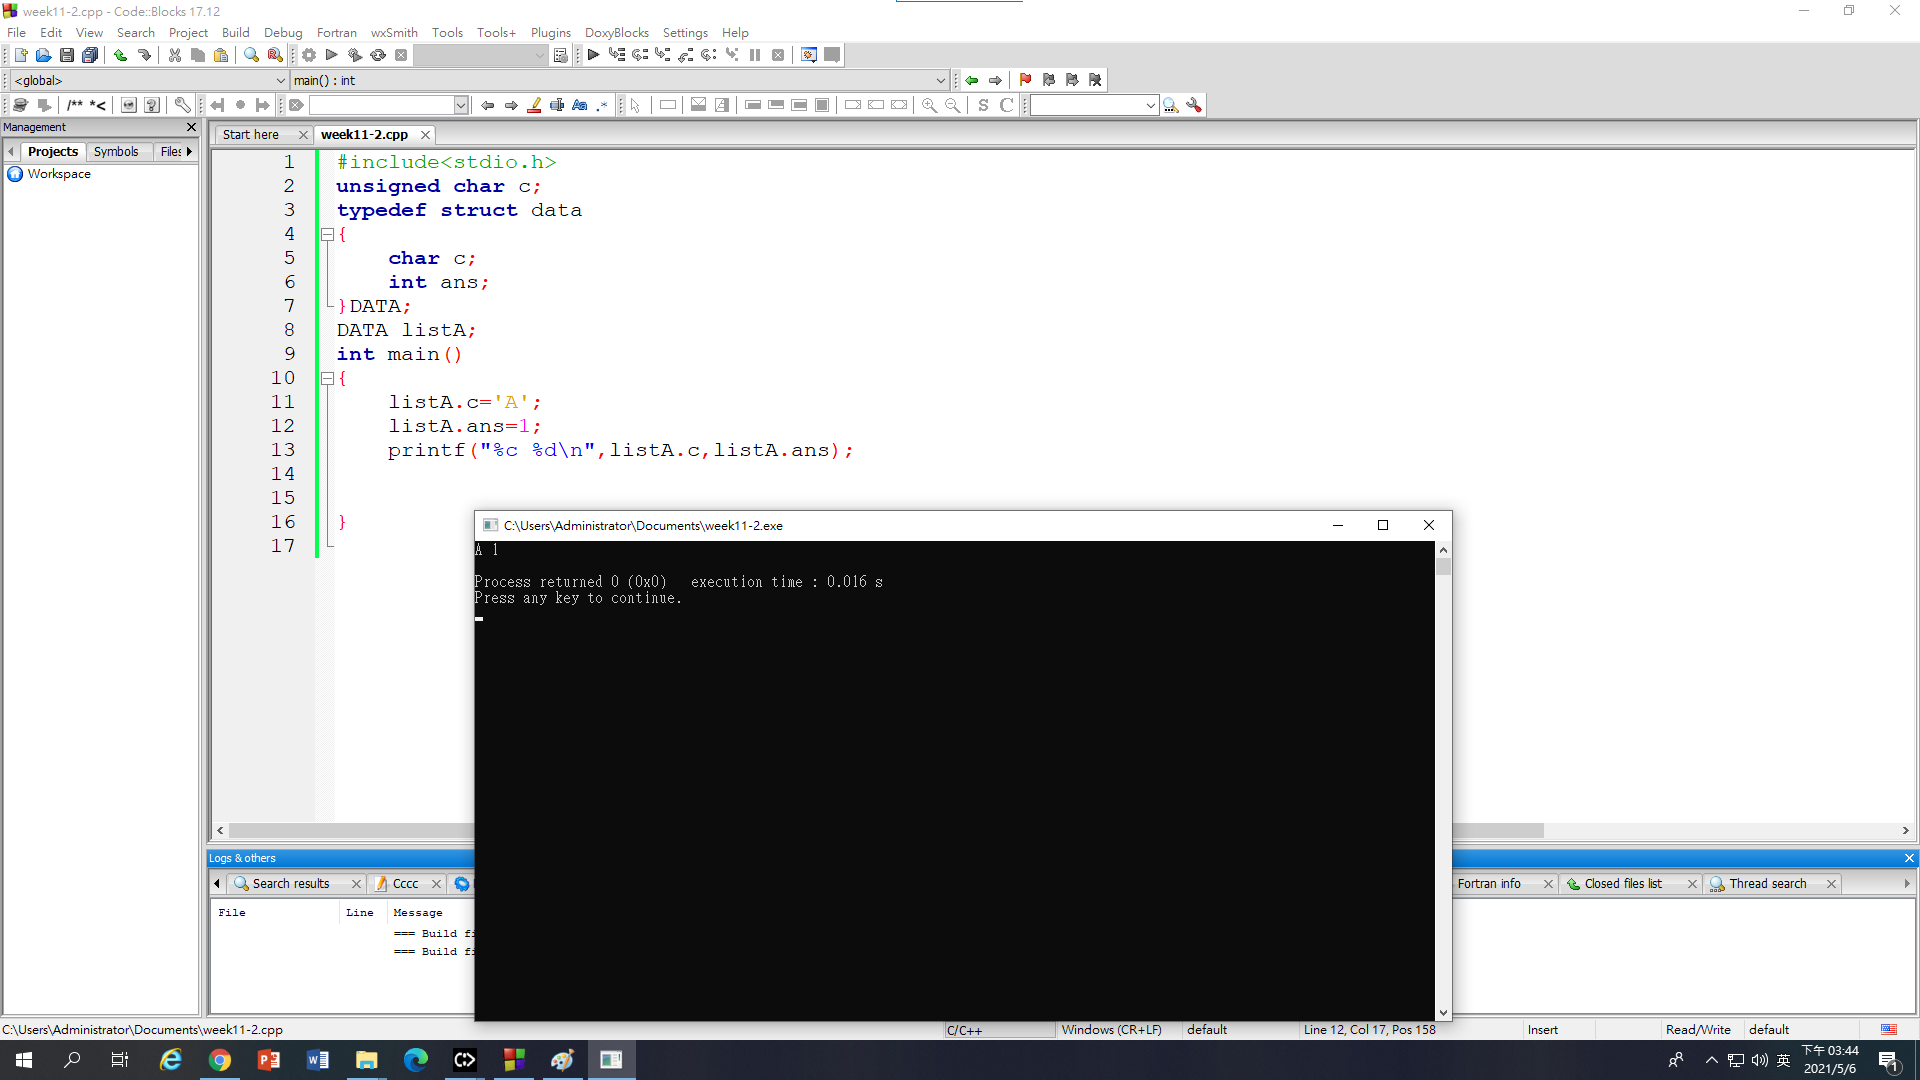 week11-2.cpp - Code::Blocks 17.12
File Edit View Search Project Build Debug Fortran wxSmith Tools Tools+ Plugins DoxyBlocks Settings Help
<global> main() : int
/** *<
S C
Management
Projects Symbols Files
Workspace
Start here week11-2.cpp
1 #include<stdio.h>
2 unsigned char c;
3 typedef struct data
4 {
5 char c;
6 int ans;
7 }DATA;
8 DATA listA;
9 int main()
10 {
11 listA.c='A';
12 listA.ans=1;
13 printf("%c %d\n",listA.c,listA.ans);
14
15
16 }
17
C:\Users\Administrator\Documents\week11-2.exe
A 1
Process returned 0 (0x0)   execution time : 0.016 s
Press any key to continue.
Logs & others
Search results Cccc Fortran info Closed files list Thread search
File Line Message
=== Build
=== Build
C:\Users\Administrator\Documents\week11-2.cpp C/C++ Windows (CR+LF) default Line 12, Col 17, Pos 158 Insert Read/Write default
英 下午 03:44
2021/5/6
1